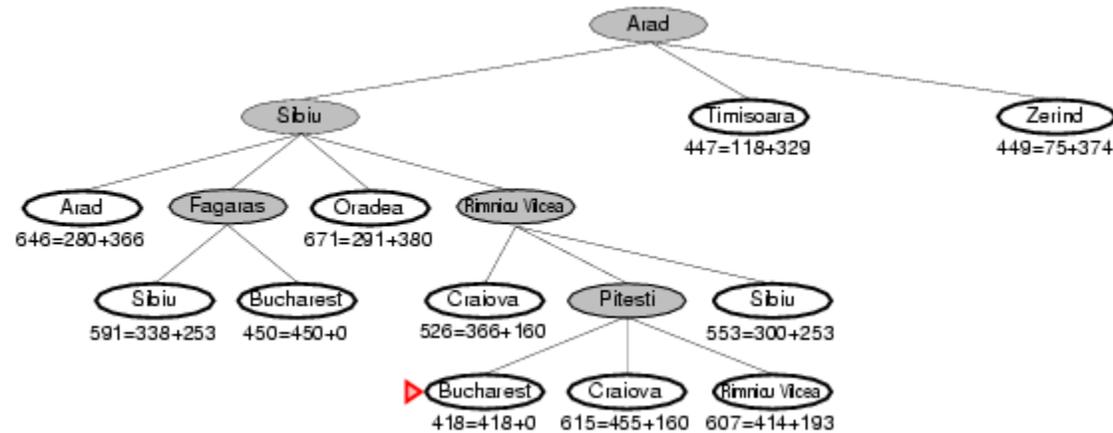 Arad
Sibiu
Timisoara
Zerind
447=118+329
449=75+374
Arad
Fagaras
Oradea
Rimnicu Vilcea
646=280+366
671=291+380
Sibiu
Bucharest
Craiova
Pitesti
Sibiu
591=338+253
450=450+0
526=366+160
553=300+253
Bucharest
Craiova
Rimnicu Vilcea
418=418+0
615=455+160
607=414+193